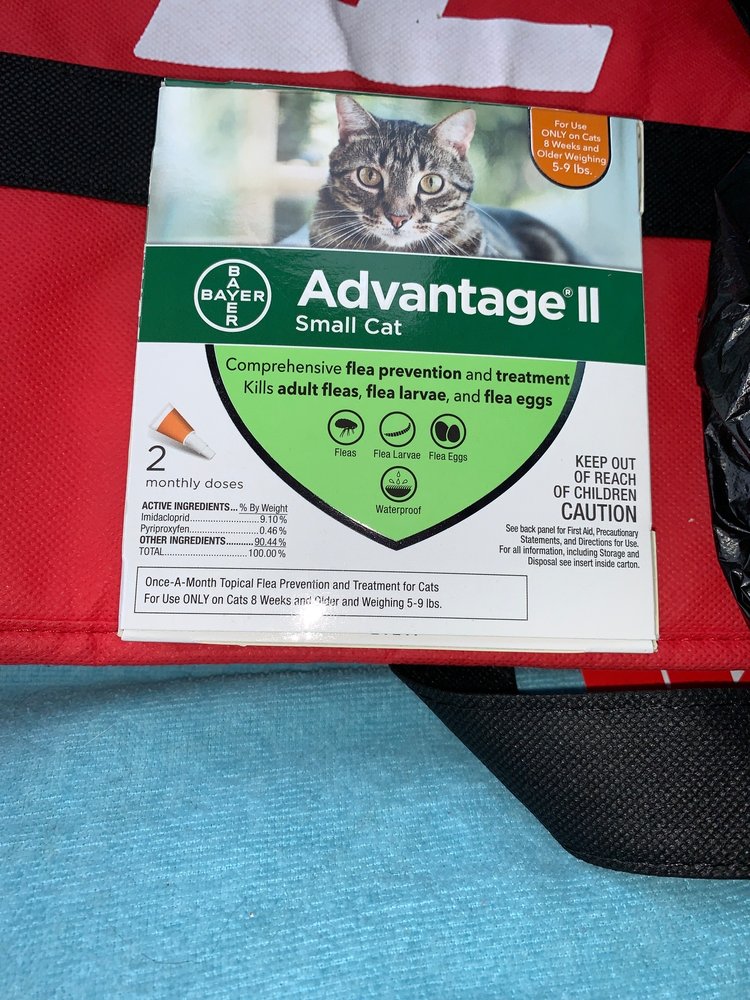 For Use
ONLY on Cats
8 Weeks and
Older Weighing
5-9 lbs.
BAYER
BAYER
Advantage® II
Small Cat
Comprehensive flea prevention and treatment
Kills adult fleas, flea larvae, and flea eggs
Fleas Flea Larvae Flea Eggs
Waterproof
2
monthly doses
ACTIVE INGREDIENTS... % By Weight
Imidacloprid........................9.10%
Pyriproxyfen........................0.46%
OTHER INGREDIENTS.........90.44%
TOTAL..............................100.00%
KEEP OUT
OF REACH
OF CHILDREN
CAUTION
See back panel for First Aid, Precautionary
Statements, and Directions for Use.
For all information, including Storage and
Disposal see insert inside carton.
Once-A-Month Topical Flea Prevention and Treatment for Cats
For Use ONLY on Cats 8 Weeks and Older and Weighing 5-9 lbs.